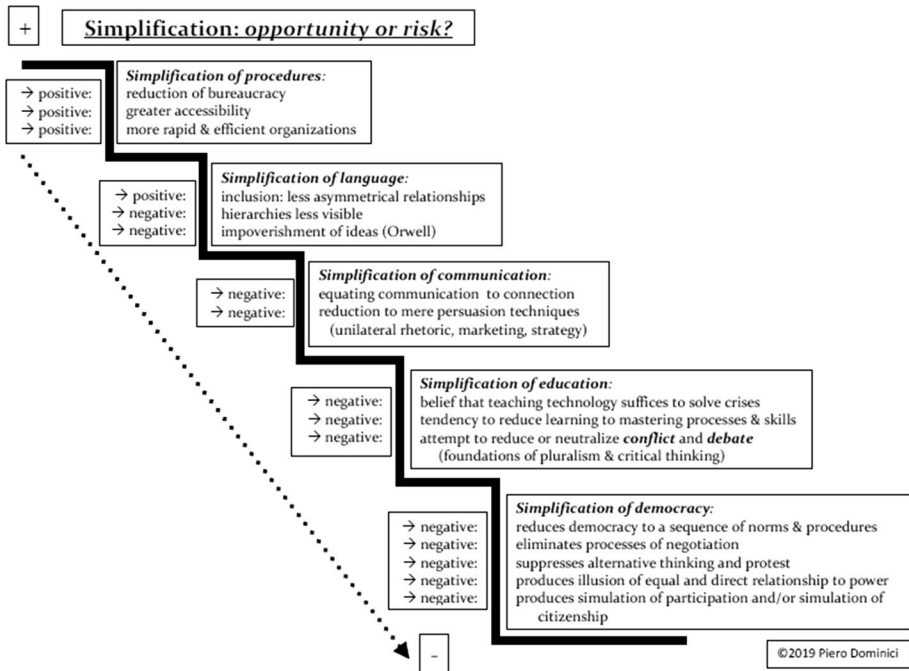 +
Simplification: opportunity or risk?
Simplification of procedures:
→ positive: reduction of bureaucracy
→ positive: greater accessibility
→ positive: more rapid & efficient organizations
Simplification of language:
→ positive: inclusion: less asymmetrical relationships
→ negative: hierarchies less visible
→ negative: impoverishment of ideas (Orwell)
Simplification of communication:
→ negative: equating communication to connection
→ negative: reduction to mere persuasion techniques
(unilateral rhetoric, marketing, strategy)
Simplification of education:
→ negative: belief that teaching technology suffices to solve crises
→ negative: tendency to reduce learning to mastering processes & skills
→ negative: attempt to reduce or neutralize conflict and debate
(foundations of pluralism & critical thinking)
Simplification of democracy:
→ negative: reduces democracy to a sequence of norms & procedures
→ negative: eliminates processes of negotiation
→ negative: suppresses alternative thinking and protest
→ negative: produces illusion of equal and direct relationship to power
→ negative: produces simulation of participation and/or simulation of
citizenship
-
©2019 Piero Dominici